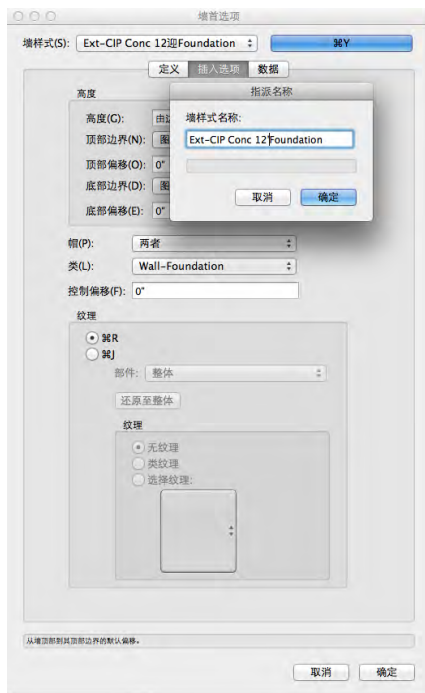 墙首选项
墙样式(S): Ext-CIP Conc 12迎Foundation ⌘Y
定义 插入选项 数据
指派名称
墙样式名称:
Ext-CIP Conc 12 Foundation
取消 确定
高度
高度(G):
顶部边界(N): 图
顶部偏移(O): 0"
底部边界(D): 图
底部偏移(E): 0"
帽(P): 两者
类(L): Wall-Foundation
控制偏移(F): 0"
纹理
⌘R
⌘J
部件: 整体
还原至整体
纹理
无纹理
类纹理
选择纹理:
从墙顶部到其顶部边界的默认偏移。
取消 确定